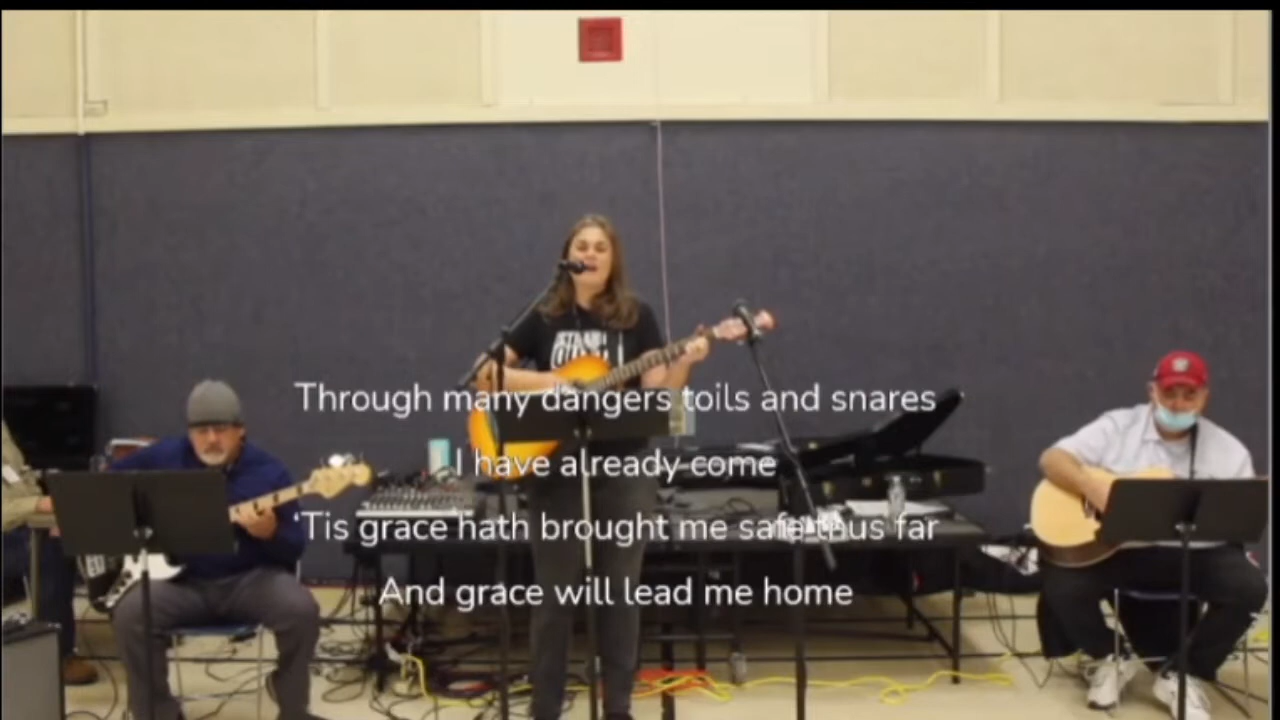 Through many dangers toils and snares
I have already come
‘Tis grace hath brought me safe thus far
And grace will lead me home